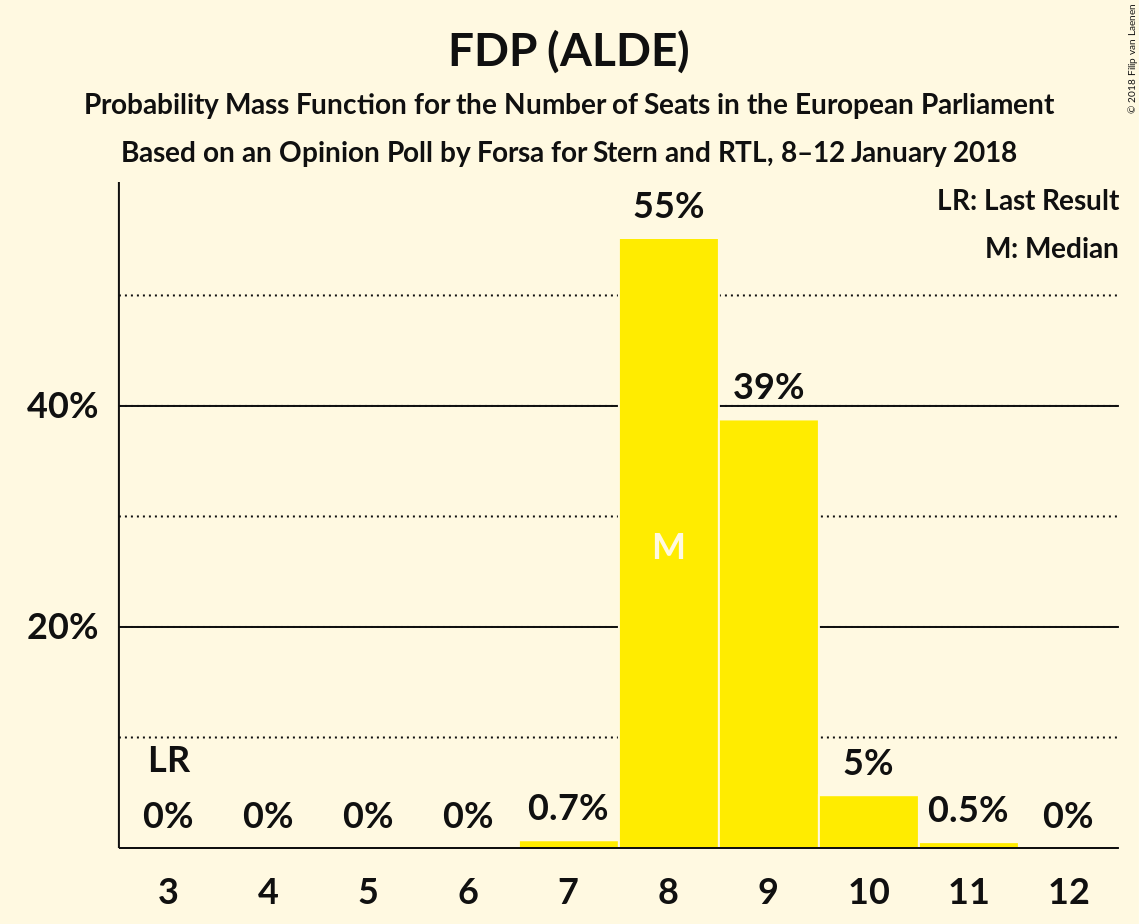 FDP (ALDE)
Probability Mass Function for the Number of Seats in the European Parliament
Based on an Opinion Poll by Forsa for Stern and RTL, 8–12 January 2018
© 2018 Filip van Laenen
LR: Last Result
M: Median
55%
39%
40%
M
20%
LR
0%
0%
0%
0%
0.7%
5%
0.5%
0%
3
4
5
6
7
8
9
10
11
12